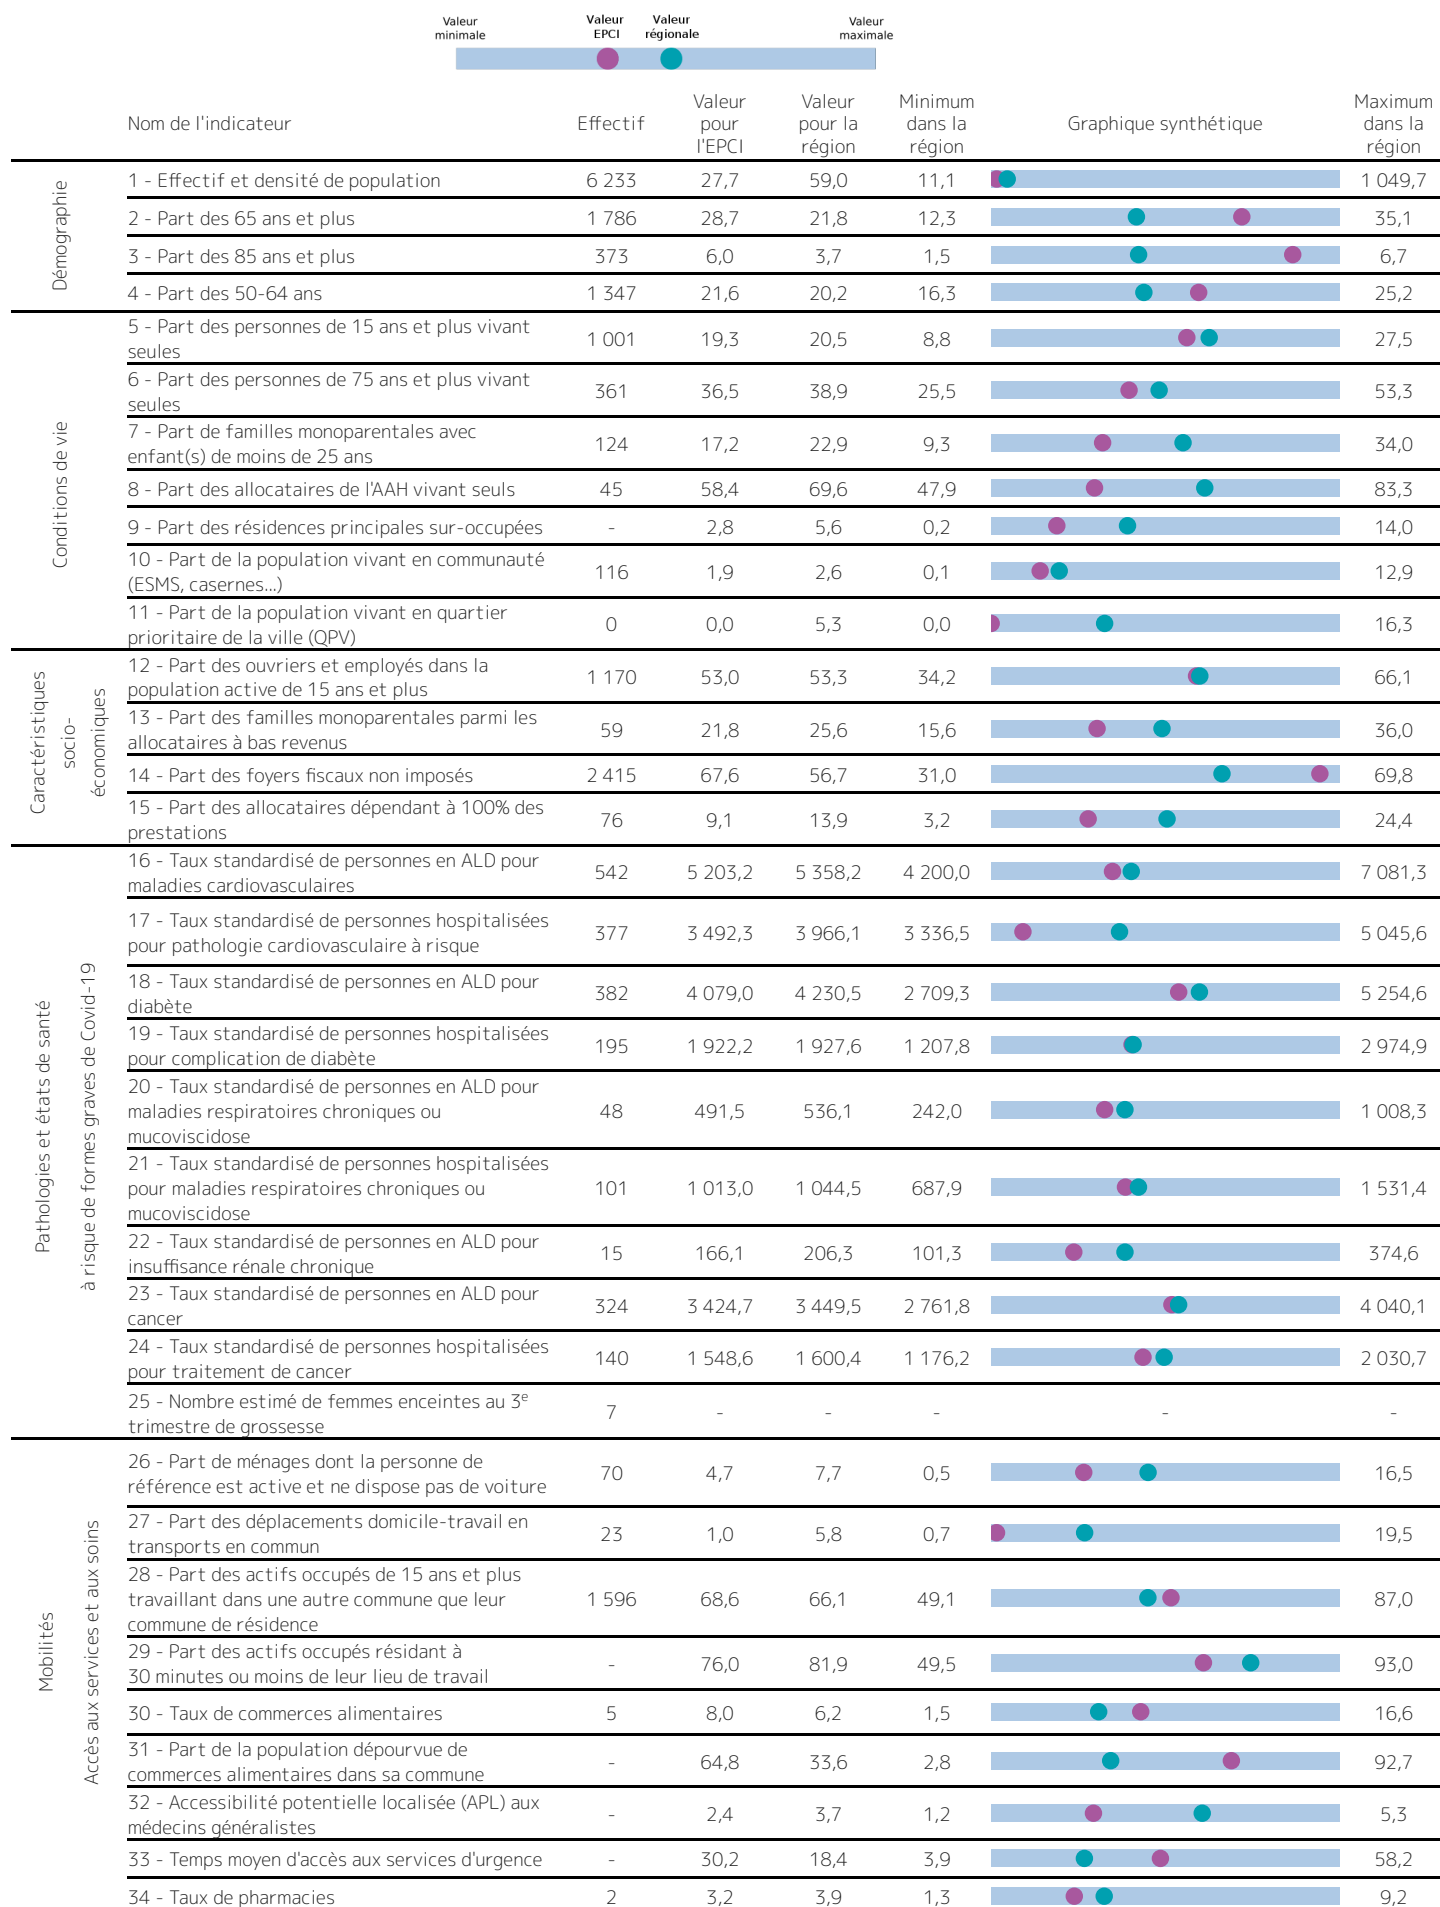 Valeur minimale
Valeur EPCI
Valeur régionale
Valeur maximale
Nom de l'indicateur Effectif Valeur pour l'EPCI Valeur pour la région Minimum dans la région Graphique synthétique Maximum dans la région
Démographie
1 - Effectif et densité de population 6 233 27,7 59,0 11,1 1 049,7
2 - Part des 65 ans et plus 1 786 28,7 21,8 12,3 35,1
3 - Part des 85 ans et plus 373 6,0 3,7 1,5 6,7
4 - Part des 50-64 ans 1 347 21,6 20,2 16,3 25,2
Conditions de vie
5 - Part des personnes de 15 ans et plus vivant
seules 1 001 19,3 20,5 8,8 27,5
6 - Part des personnes de 75 ans et plus vivant
seules 361 36,5 38,9 25,5 53,3
7 - Part de familles monoparentales avec
enfant(s) de moins de 25 ans 124 17,2 22,9 9,3 34,0
8 - Part des allocataires de l'AAH vivant seuls 45 58,4 69,6 47,9 83,3
9 - Part des résidences principales sur-occupées - 2,8 5,6 0,2 14,0
10 - Part de la population vivant en communauté
(ESMS, casernes...) 116 1,9 2,6 0,1 12,9
11 - Part de la population vivant en quartier
prioritaire de la ville (QPV) 0 0,0 5,3 0,0 16,3
Caractéristiques
socio-
économiques
12 - Part des ouvriers et employés dans la
population active de 15 ans et plus 1 170 53,0 53,3 34,2 66,1
13 - Part des familles monoparentales parmi les
allocataires à bas revenus 59 21,8 25,6 15,6 36,0
14 - Part des foyers fiscaux non imposés 2 415 67,6 56,7 31,0 69,8
15 - Part des allocataires dépendant à 100% des
prestations 76 9,1 13,9 3,2 24,4
Pathologies et états de santé
à risque de formes graves de Covid-19
16 - Taux standardisé de personnes en ALD pour
maladies cardiovasculaires 542 5 203,2 5 358,2 4 200,0 7 081,3
17 - Taux standardisé de personnes hospitalisées
pour pathologie cardiovasculaire à risque 377 3 492,3 3 966,1 3 336,5 5 045,6
18 - Taux standardisé de personnes en ALD pour
diabète 382 4 079,0 4 230,5 2 709,3 5 254,6
19 - Taux standardisé de personnes hospitalisées
pour complication de diabète 195 1 922,2 1 927,6 1 207,8 2 974,9
20 - Taux standardisé de personnes en ALD pour
maladies respiratoires chroniques ou
mucoviscidose 48 491,5 536,1 242,0 1 008,3
21 - Taux standardisé de personnes hospitalisées
pour maladies respiratoires chroniques ou
mucoviscidose 101 1 013,0 1 044,5 687,9 1 531,4
22 - Taux standardisé de personnes en ALD pour
insuffisance rénale chronique 15 166,1 206,3 101,3 374,6
23 - Taux standardisé de personnes en ALD pour
cancer 324 3 424,7 3 449,5 2 761,8 4 040,1
24 - Taux standardisé de personnes hospitalisées
pour traitement de cancer 140 1 548,6 1 600,4 1 176,2 2 030,7
25 - Nombre estimé de femmes enceintes au 3e
trimestre de grossesse 7 - - - - -
Mobilités
Accès aux services et aux soins
26 - Part de ménages dont la personne de
référence est active et ne dispose pas de voiture 70 4,7 7,7 0,5 16,5
27 - Part des déplacements domicile-travail en
transports en commun 23 1,0 5,8 0,7 19,5
28 - Part des actifs occupés de 15 ans et plus
travaillant dans une autre commune que leur
commune de résidence 1 596 68,6 66,1 49,1 87,0
29 - Part des actifs occupés résidant à
30 minutes ou moins de leur lieu de travail - 76,0 81,9 49,5 93,0
30 - Taux de commerces alimentaires 5 8,0 6,2 1,5 16,6
31 - Part de la population dépourvue de
commerces alimentaires dans sa commune - 64,8 33,6 2,8 92,7
32 - Accessibilité potentielle localisée (APL) aux
médecins généralistes - 2,4 3,7 1,2 5,3
33 - Temps moyen d'accès aux services d'urgence - 30,2 18,4 3,9 58,2
34 - Taux de pharmacies 2 3,2 3,9 1,3 9,2